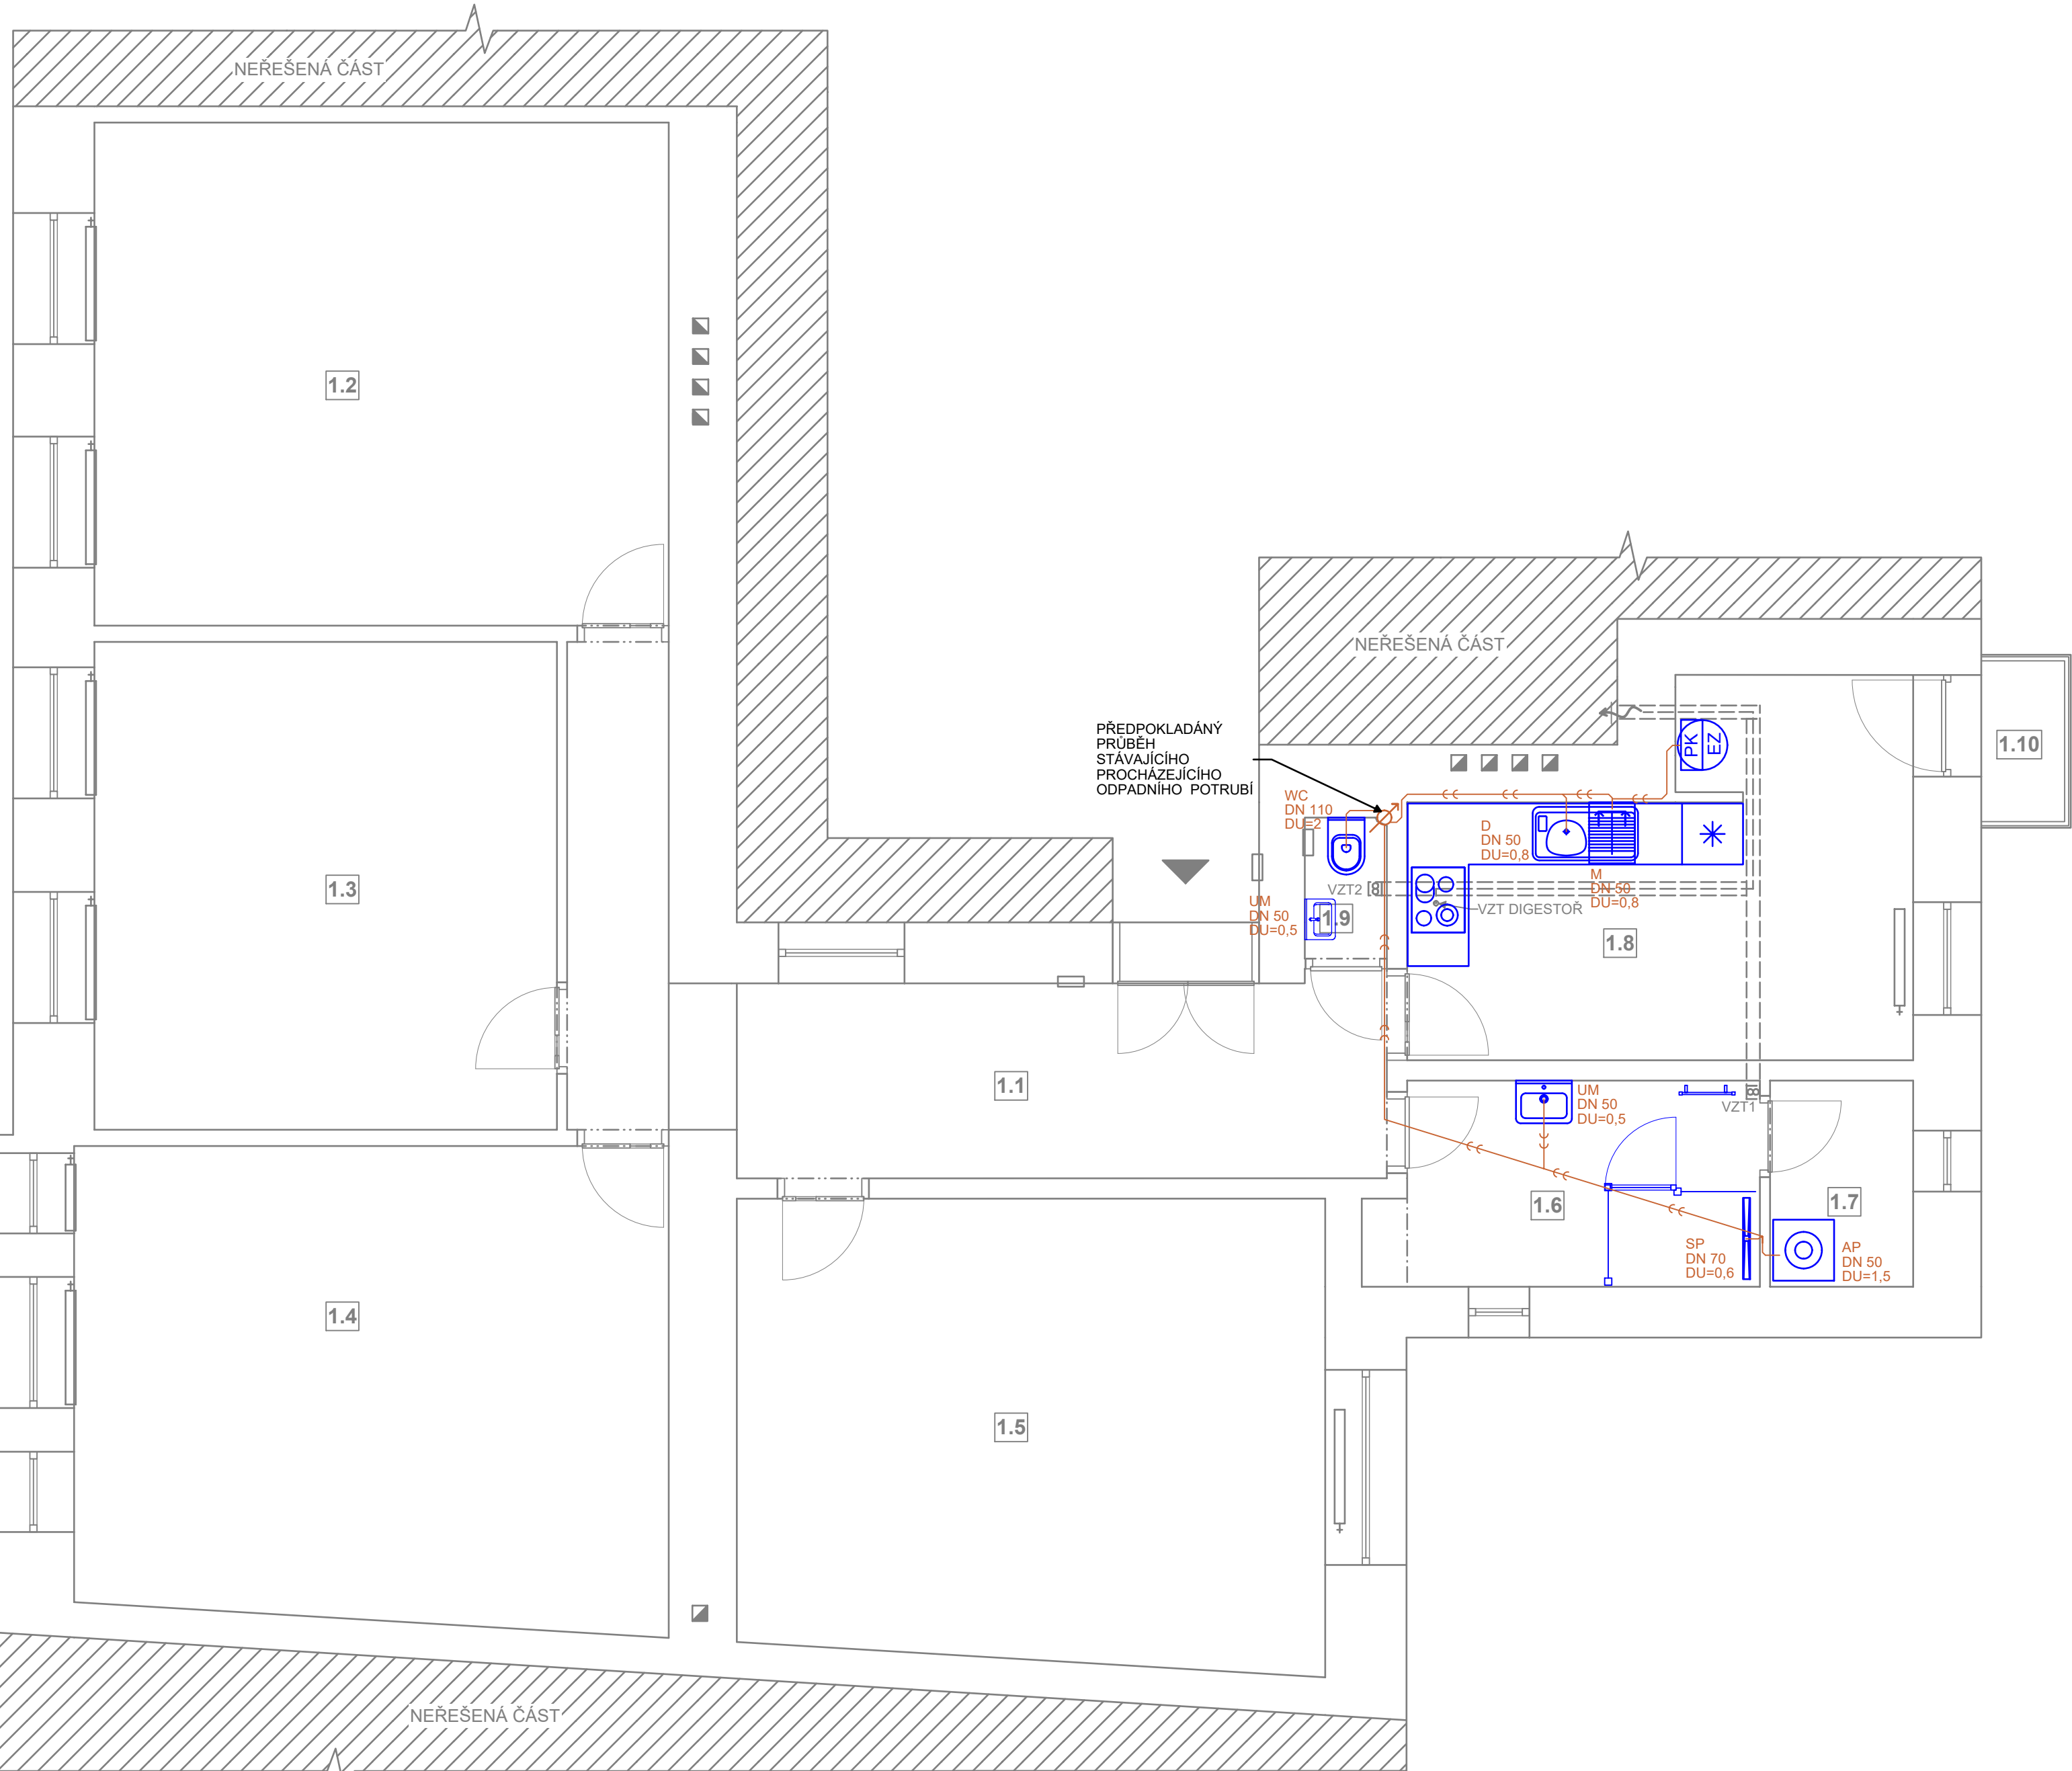 NEŘEŠENÁ ČÁST
1.2
NEŘEŠENÁ ČÁST
PŘEDPOKLADÁNÝ
PRŮBĚH
STÁVAJÍCÍHO
PROCHÁZEJÍCÍHO
ODPADNÍHO POTRUBÍ
PK
EZ
1.10
WC
DN 110
DU=2
D
DN 50
DU=0,8
M
DN 50
DU=0,8
VZT2
UM
DN 50
DU=0,5
1.9
VZT DIGESTOŘ
1.8
1.3
1.1
UM
DN 50
DU=0,5
VZT1
1.6
1.7
SP
DN 70
DU=0,6
AP
DN 50
DU=1,5
1.4
1.5
NEŘEŠENÁ ČÁST